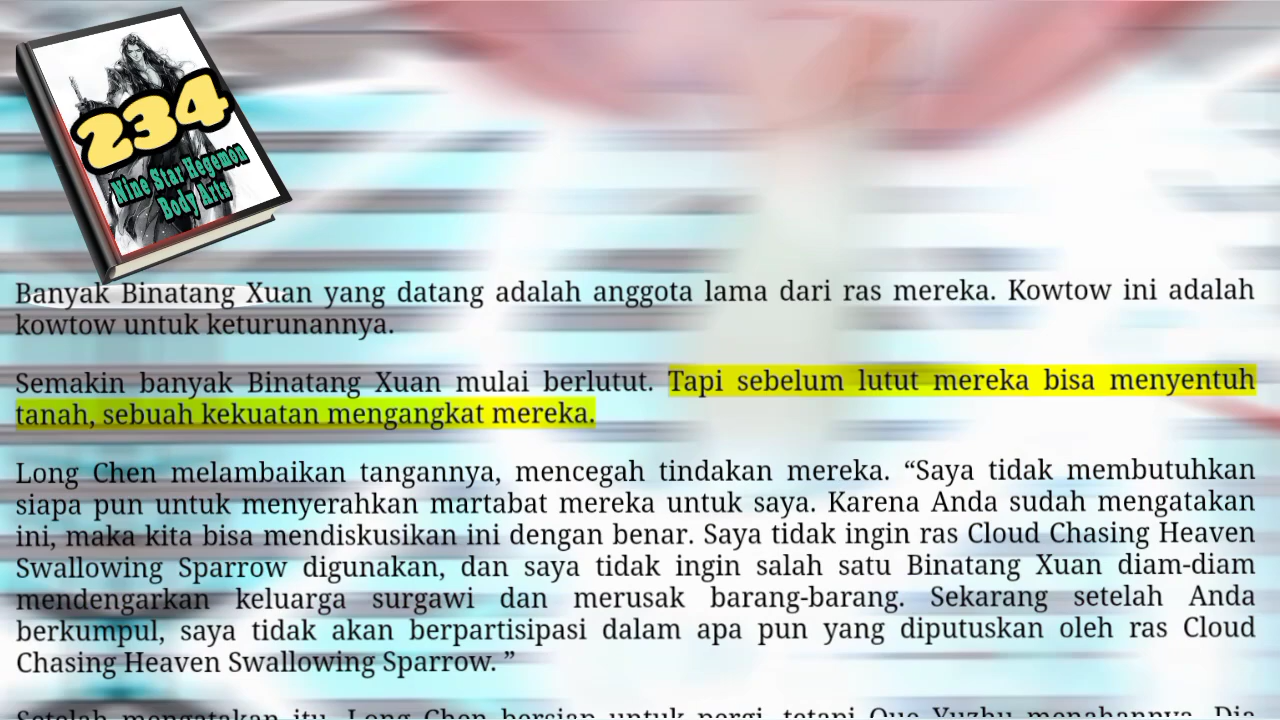 234
Nine Star Hegemon
Body Arts
Banyak Binatang Xuan yang datang adalah anggota lama dari ras mereka. Kowtow ini adalah
kowtow untuk keturunannya.
Semakin banyak Binatang Xuan mulai berlutut. Tapi sebelum lutut mereka bisa menyentuh
tanah, sebuah kekuatan mengangkat mereka.
Long Chen melambaikan tangannya, mencegah tindakan mereka. “Saya tidak membutuhkan
siapa pun untuk menyerahkan martabat mereka untuk saya. Karena Anda sudah mengatakan
ini, maka kita bisa mendiskusikan ini dengan benar. Saya tidak ingin ras Cloud Chasing Heaven
Swallowing Sparrow digunakan, dan saya tidak ingin salah satu Binatang Xuan diam-diam
mendengarkan keluarga surgawi dan merusak barang-barang. Sekarang setelah Anda
berkumpul, saya tidak akan berpartisipasi dalam apa pun yang diputuskan oleh ras Cloud
Chasing Heaven Swallowing Sparrow. ”
Setelah mengatakan itu, Long Chen bersiap untuk pergi, tetapi Que Yuzhu menahannya. Dia